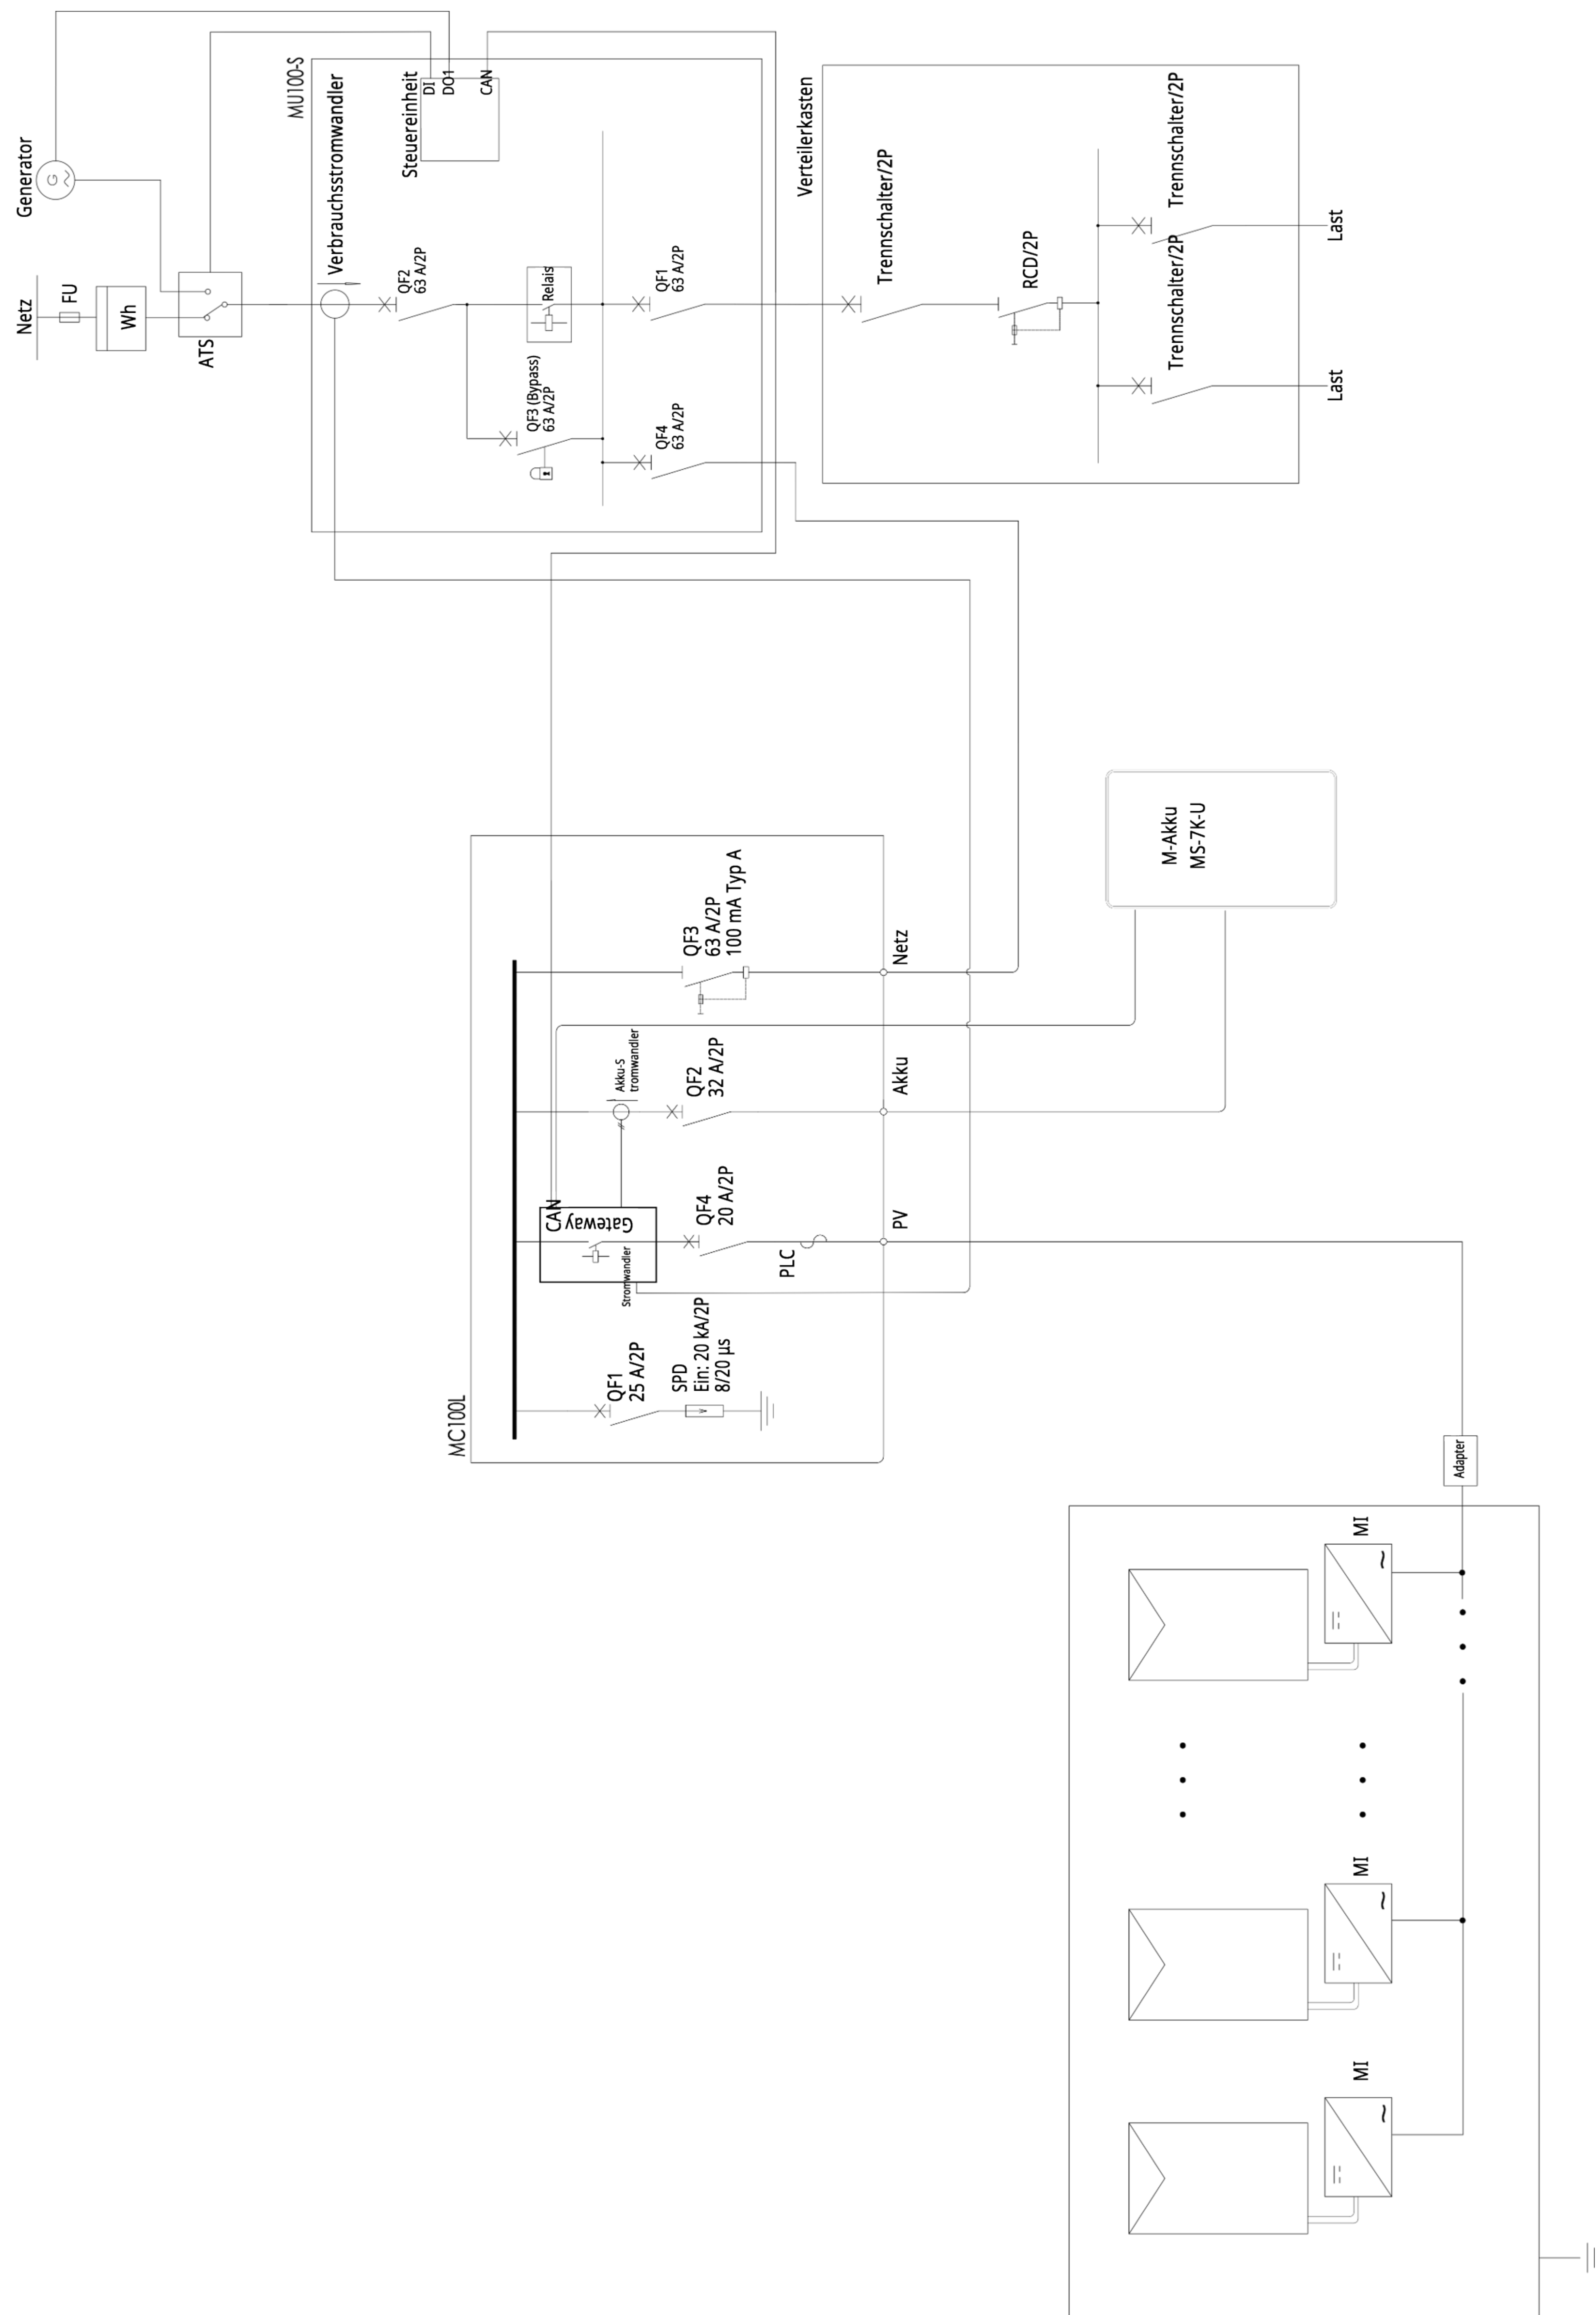 Netz
FU
Wh
Generator
G
ATS
MU100-S
Verbrauchsstromwandler
Steuereinheit
DI
DO1
CAN
QF2
63 A/2P
Relais
QF3 (Bypass)
63 A/2P
QF1
63 A/2P
QF4
63 A/2P
Verteilerkasten
Trennschalter/2P
RCD/2P
Trennschalter/2P
Trennschalter/2P
Last
Last
MC100L
QF1
25 A/2P
SPD
Ein: 20 kA/2P
8/20 µs
CAN
Gateway
Stromwandler
QF4
20 A/2P
PLC
PV
Akku-S
tromwandler
QF2
32 A/2P
Akku
QF3
63 A/2P
100 mA Typ A
Netz
M-Akku
MS-7K-U
Adapter
MI
MI
MI